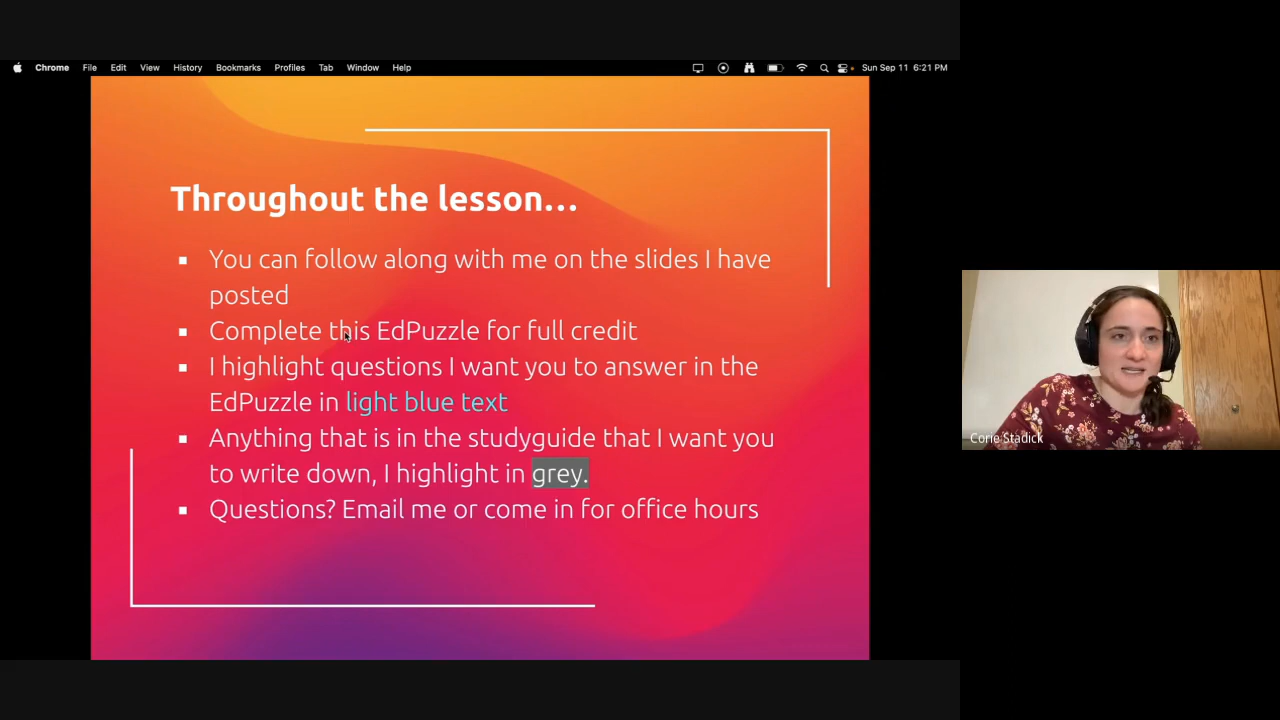 Chrome File Edit View History Bookmarks Profiles Tab Window Help Sun Sep 11 6:21 PM
Throughout the lesson...
▪ You can follow along with me on the slides I have
posted
▪ Complete this EdPuzzle for full credit
▪ I highlight questions I want you to answer in the
EdPuzzle in light blue text
▪ Anything that is in the studyguide that I want you
to write down, I highlight in grey.
▪ Questions? Email me or come in for office hours
Corie Stadick